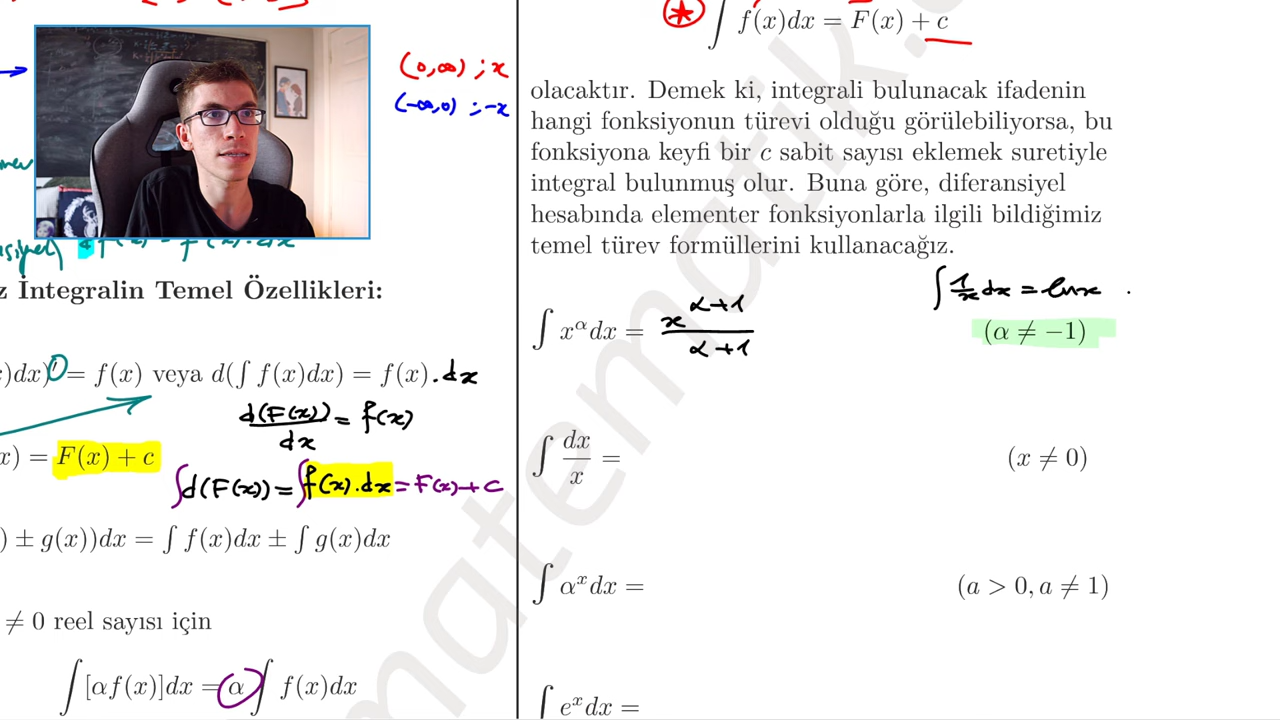 (0,∞) ; x
(-∞,0) ; -x
İntegralin Temel Özellikleri:
)dx)' = f(x) veya d(∫ f(x)dx) = f(x).dx
d(F(x))/dx = f(x)
x) = F(x) + c
∫d(F(x)) = ∫f(x).dx = F(x)+c
) ± g(x))dx = ∫ f(x)dx ± ∫ g(x)dx
≠ 0 reel sayısı için
∫ [αf(x)]dx = α ∫ f(x)dx
∫ f(x)dx = F(x) + c
olacaktır. Demek ki, integrali bulunacak ifadenin
hangi fonksiyonun türevi olduğu görülebiliyorsa, bu
fonksiyona keyfi bir c sabit sayısı eklemek suretiyle
integral bulunmuş olur. Buna göre, diferansiyel
hesabında elementer fonksiyonlarla ilgili bildiğimiz
temel türev formüllerini kullanacağız.
∫ 1/x dx = lnx
∫ x^α dx = x^(α+1)/(α+1) (α ≠ −1)
∫ dx/x = (x ≠ 0)
∫ α^x dx = (a > 0, a ≠ 1)
∫ e^x dx =
matematik.